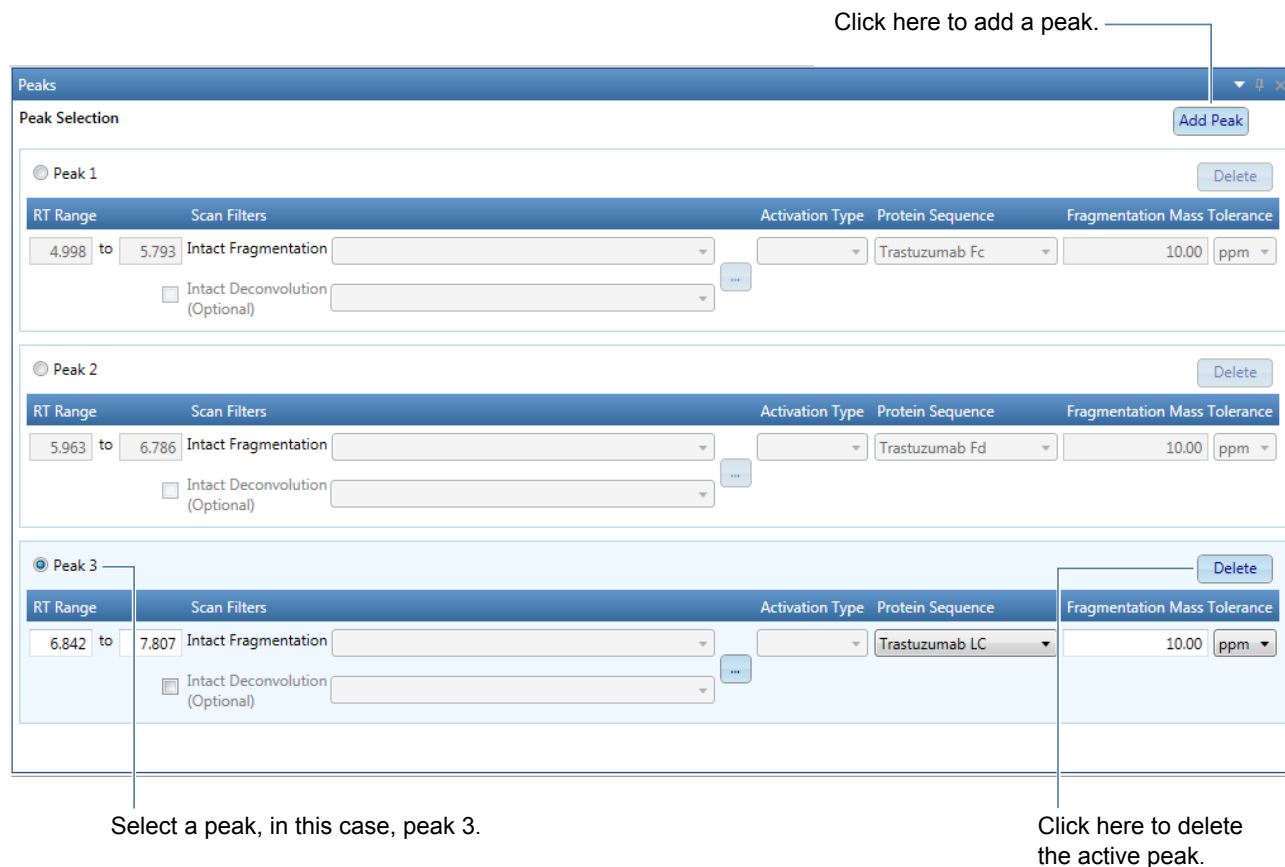 Click here to add a peak.
Peaks
Peak Selection
Add Peak
Peak 1
Delete
RT Range Scan Filters Activation Type Protein Sequence Fragmentation Mass Tolerance
4.998 to 5.793 Intact Fragmentation Trastuzumab Fc 10.00 ppm
...
Intact Deconvolution
(Optional)
Peak 2
Delete
RT Range Scan Filters Activation Type Protein Sequence Fragmentation Mass Tolerance
5.963 to 6.786 Intact Fragmentation Trastuzumab Fd 10.00 ppm
...
Intact Deconvolution
(Optional)
Peak 3
Delete
RT Range Scan Filters Activation Type Protein Sequence Fragmentation Mass Tolerance
6.842 to 7.807 Intact Fragmentation Trastuzumab LC 10.00 ppm
...
Intact Deconvolution
(Optional)
Select a peak, in this case, peak 3.
Click here to delete
the active peak.